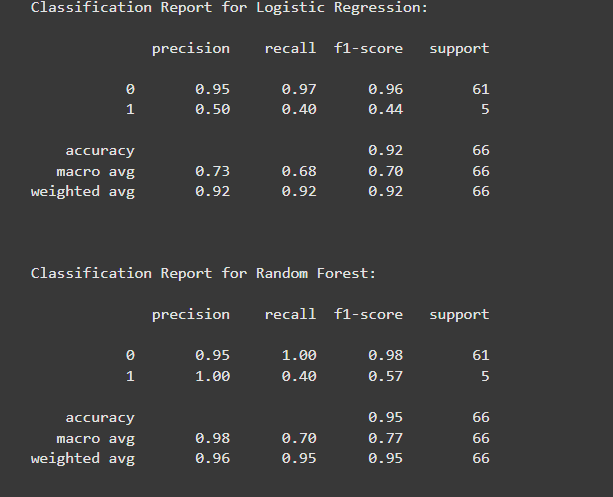 Classification Report for Logistic Regression:
precision recall f1-score support
0 0.95 0.97 0.96 61
1 0.50 0.40 0.44 5
accuracy 0.92 66
macro avg 0.73 0.68 0.70 66
weighted avg 0.92 0.92 0.92 66
Classification Report for Random Forest:
precision recall f1-score support
0 0.95 1.00 0.98 61
1 1.00 0.40 0.57 5
accuracy 0.95 66
macro avg 0.98 0.70 0.77 66
weighted avg 0.96 0.95 0.95 66